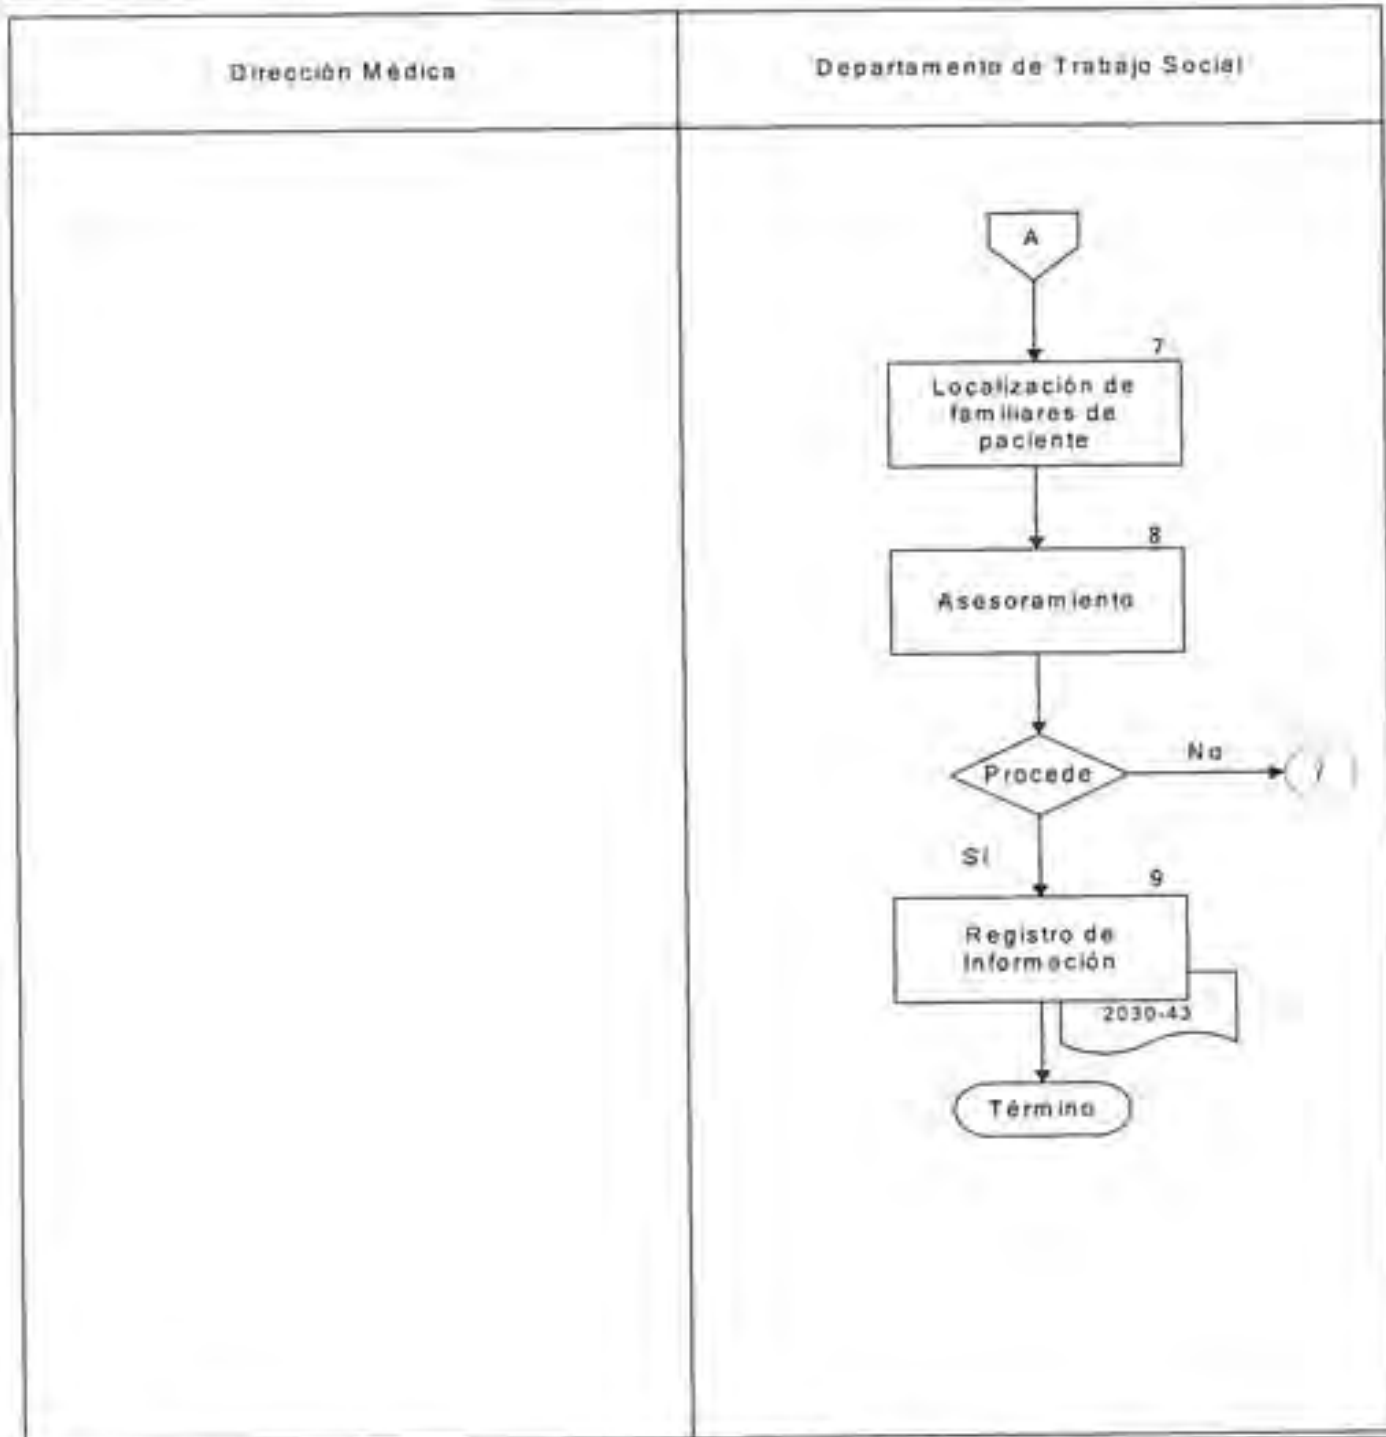 Dirección Médica
Departamento de Trabajo Social
A
7
Localización de
familiares de
paciente
8
Asesoramiento
Procede
No
Sí
9
Registro de
Información
2030-43
Término